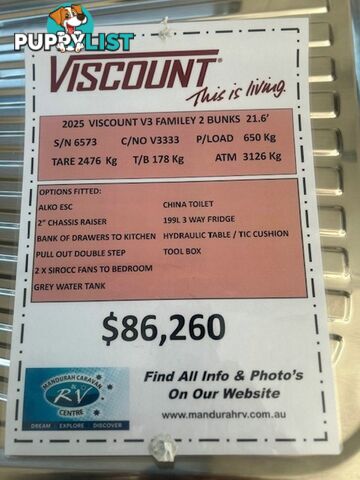 PUPPYLIST
VISCOUNT®
This is living.
2025 VISCOUNT V3 FAMILEY 2 BUNKS 21.6'
S/N 6573 C/NO V3333 P/LOAD 650 Kg
TARE 2476 Kg T/B 178 Kg ATM 3126 Kg
OPTIONS FITTED:
ALKO ESC CHINA TOILET
2" CHASSIS RAISER 199L 3 WAY FRIDGE
BANK OF DRAWERS TO KITCHEN HYDRAULIC TABLE / TIC CUSHION
PULL OUT DOUBLE STEP TOOL BOX
2 X SIROCC FANS TO BEDROOM
GREY WATER TANK
$86,260
MANDURAH CARAVAN
& RV
CENTRE
DREAM EXPLORE DISCOVER
Find All Info & Photo's
On Our Website
www.mandurahrv.com.au